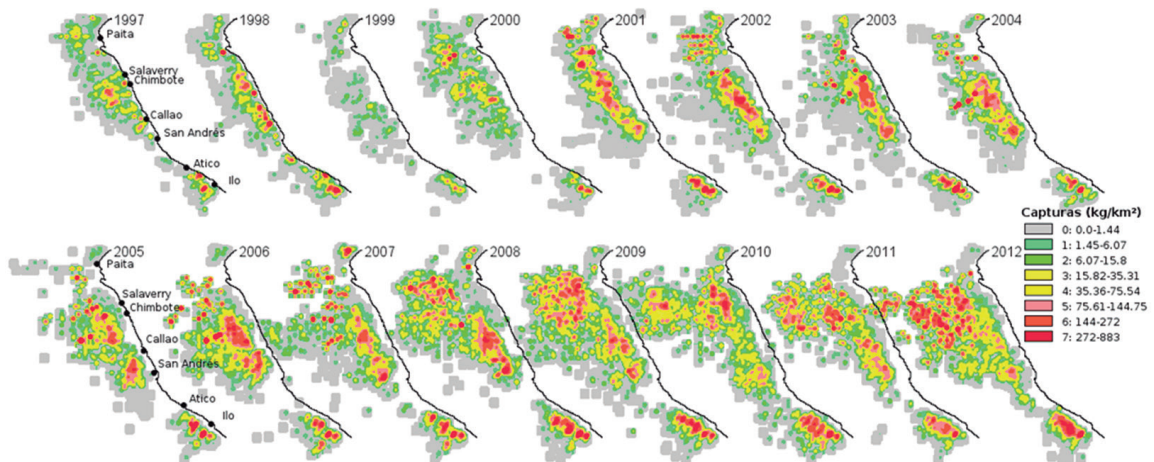 1997
1998
1999
2000
2001
2002
2003
2004
Paita
Salaverry
Chimbote
Callao
San Andrés
Atico
Ilo
Capturas (kg/km²)
0: 0.0-1.44
1: 1.45-6.07
2: 6.07-15.8
3: 15.82-35.31
4: 35.36-75.54
5: 75.61-144.75
6: 144-272
7: 272-883
2005
2006
2007
2008
2009
2010
2011
2012
Paita
Salaverry
Chimbote
Callao
San Andrés
Atico
Ilo